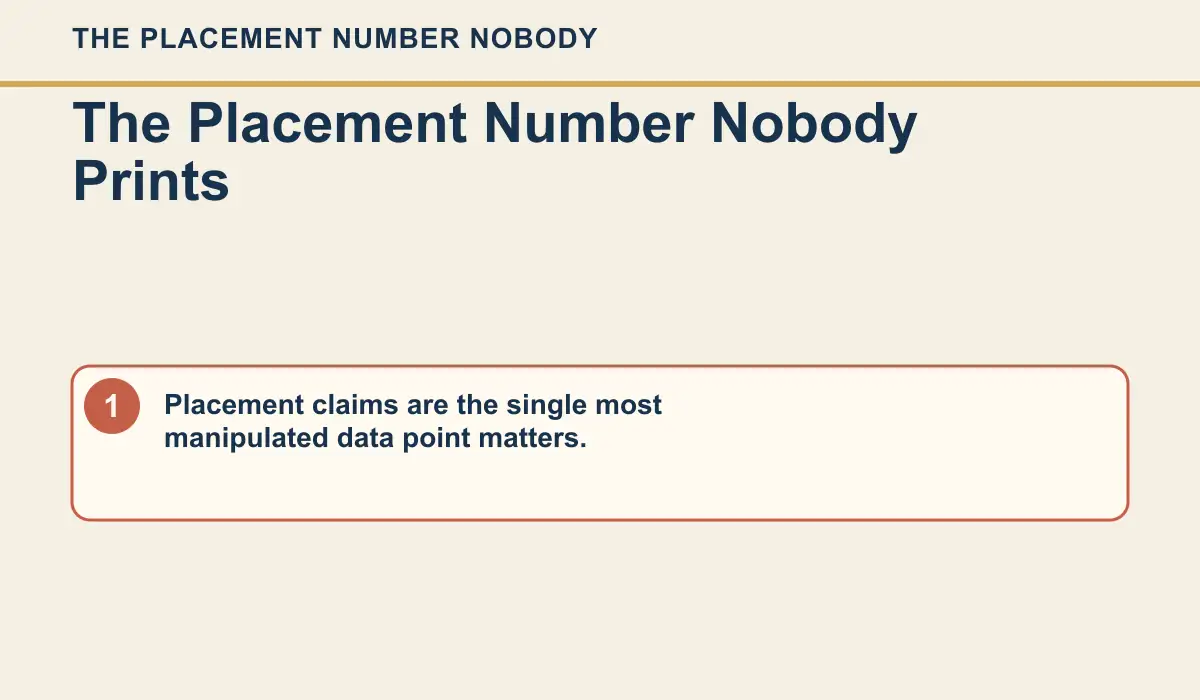 THE PLACEMENT NUMBER NOBODY
The Placement Number Nobody
Prints
1
Placement claims are the single most
manipulated data point matters.